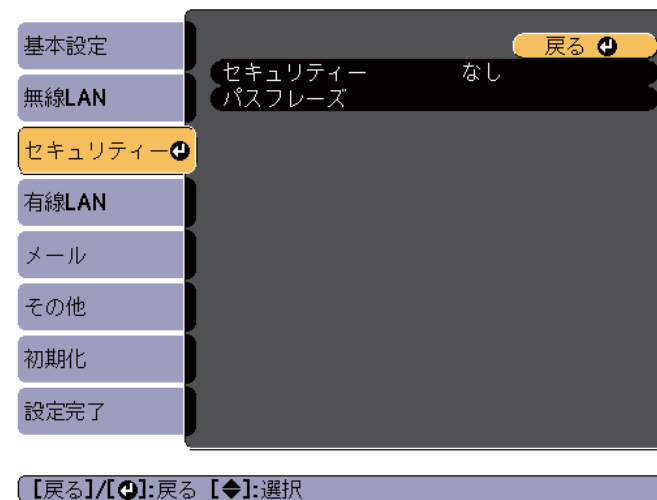 基本設定
無線LAN
セキュリティー
有線LAN
メール
その他
初期化
設定完了
戻る
セキュリティー なし
パスフレーズ
[戻る]/[]:戻る []:選択